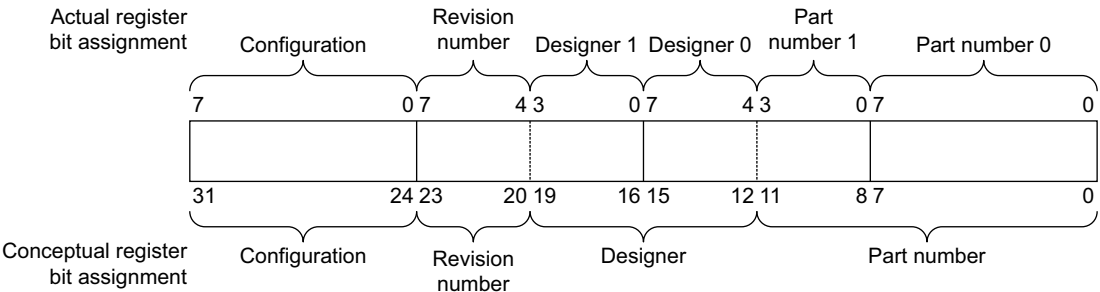 Actual register
bit assignment
Configuration
Revision
number
Designer 1
Designer 0
Part
number 1
Part number 0
7 0 7 4 3 0 7 4 3 0 7 0
31 24 23 20 19 16 15 12 11 8 7 0
Conceptual register
bit assignment
Configuration
Revision
number
Designer
Part number